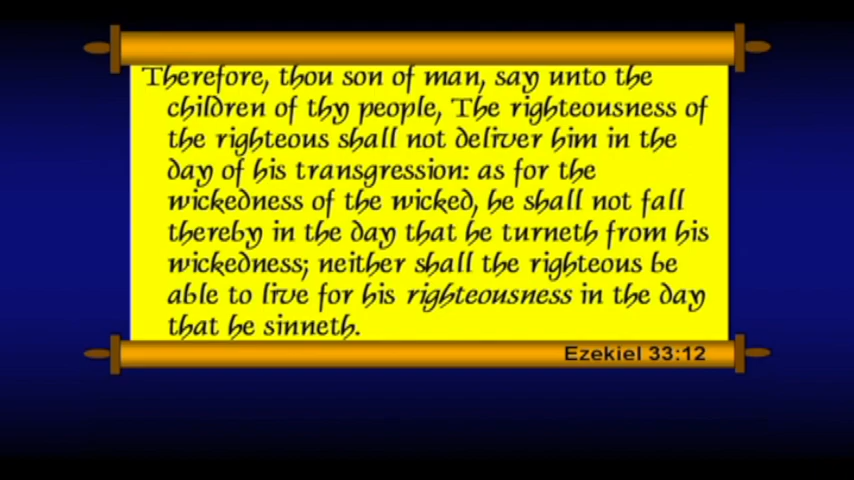 Therefore, thou son of man, say unto the
children of thy people, The righteousness of
the righteous shall not deliver him in the
day of his transgression: as for the
wickedness of the wicked, he shall not fall
thereby in the day that he turneth from his
wickedness; neither shall the righteous be
able to live for his righteousness in the day
that he sinneth.
Ezekiel 33:12